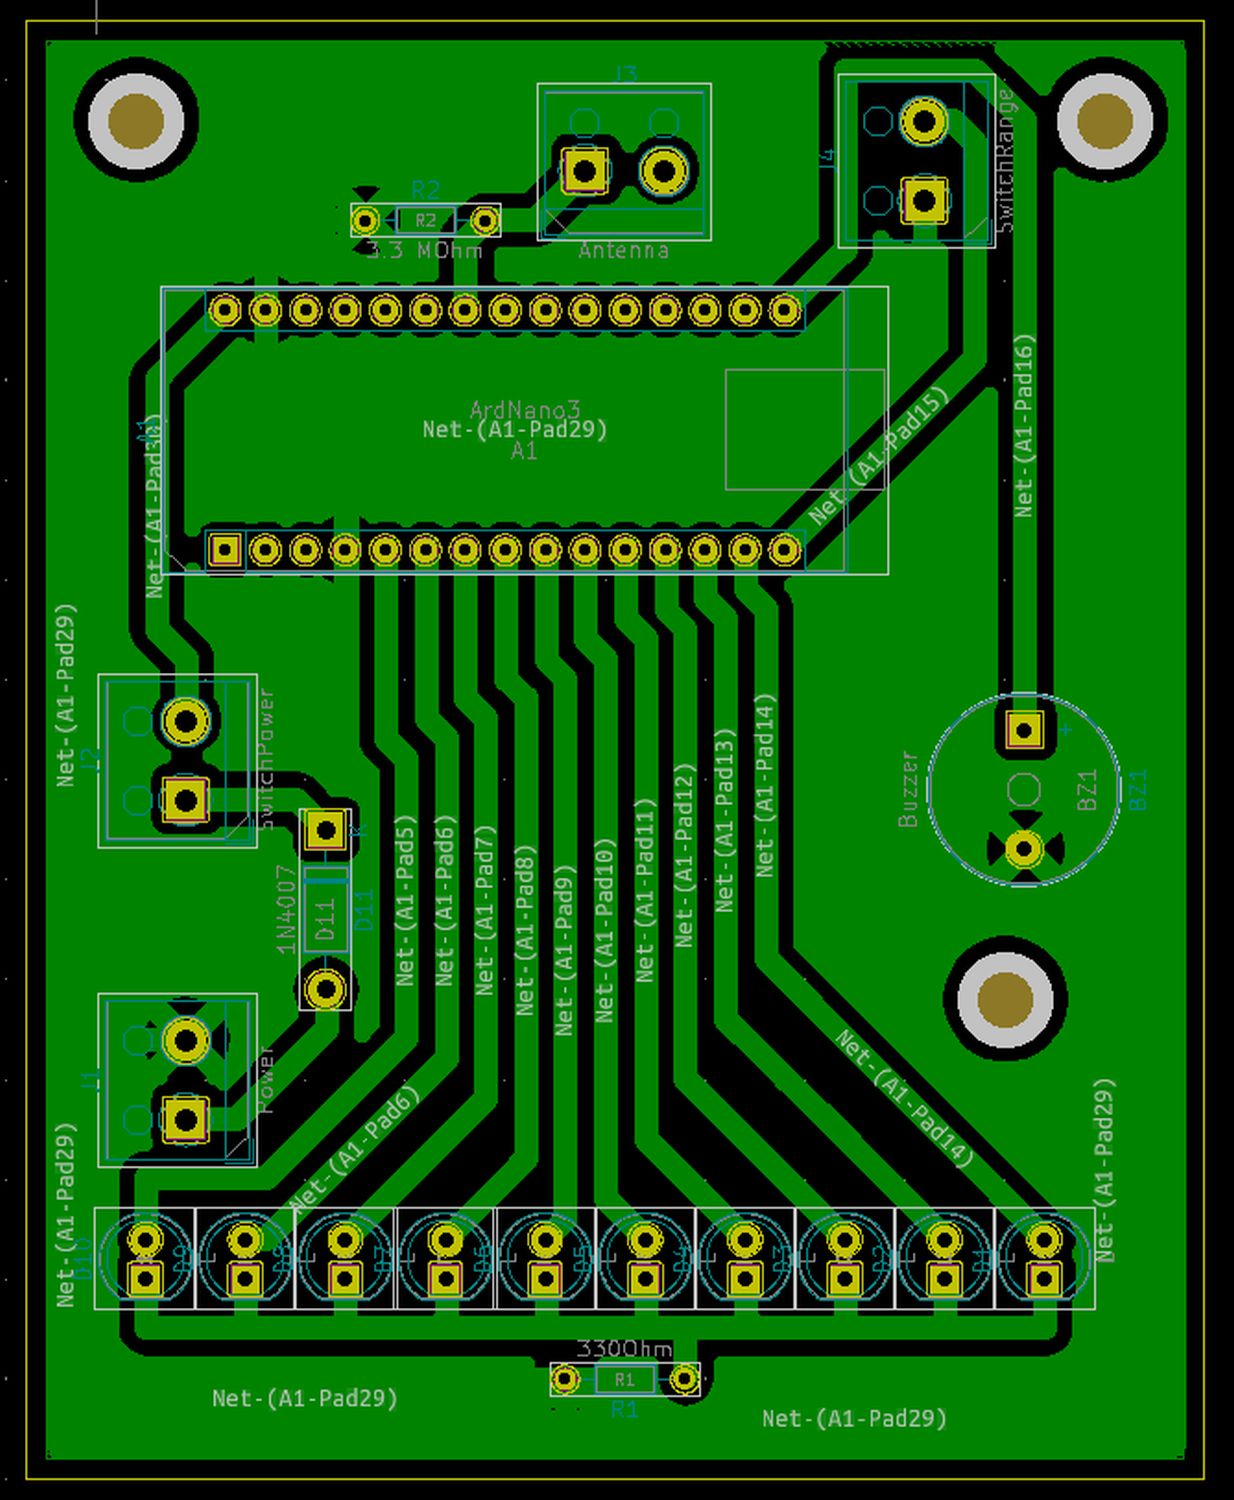 J3
R2
R2
3.3 MOhm
Antenna
J4
SwitchRange
ArdNano3
Net-(A1-Pad29)
A1
Net-(A1-Pad30)
Net-(A1-Pad15)
Net-(A1-Pad16)
Net-(A1-Pad29)
J2
SwitchPower
K
1N4007
D11
D11
Net-(A1-Pad5)
Net-(A1-Pad6)
Net-(A1-Pad7)
Net-(A1-Pad8)
Net-(A1-Pad9)
Net-(A1-Pad10)
Net-(A1-Pad11)
Net-(A1-Pad12)
Net-(A1-Pad13)
Net-(A1-Pad14)
Buzzer
+
BZ1
BZ1
J1
Power
Net-(A1-Pad6)
Net-(A1-Pad14)
Net-(A1-Pad29)
Net-(A1-Pad29)
D10
D9
D8
D7
D6
D5
D4
D3
D2
D1
330Ohm
R1
R1
Net-(A1-Pad29)
Net-(A1-Pad29)